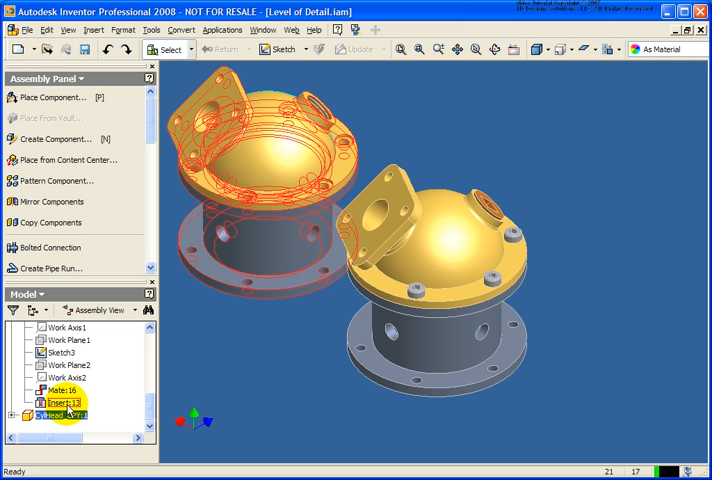 Autodesk Inventor Professional 2008 - NOT FOR RESALE - [Level of Detail.iam]
File Edit View Insert Format Tools Convert Applications Window Web Help
Select Return Sketch Update As Material
Assembly Panel
Place Component... [P]
Place From Vault...
Create Component... [N]
Place from Content Center...
Pattern Component...
Mirror Components
Copy Components
Bolted Connection
Create Pipe Run...
Model
Assembly View
Work Axis1
Work Plane1
Sketch3
Work Plane2
Work Axis2
Mate:16
Insert:13
Ready 21 17